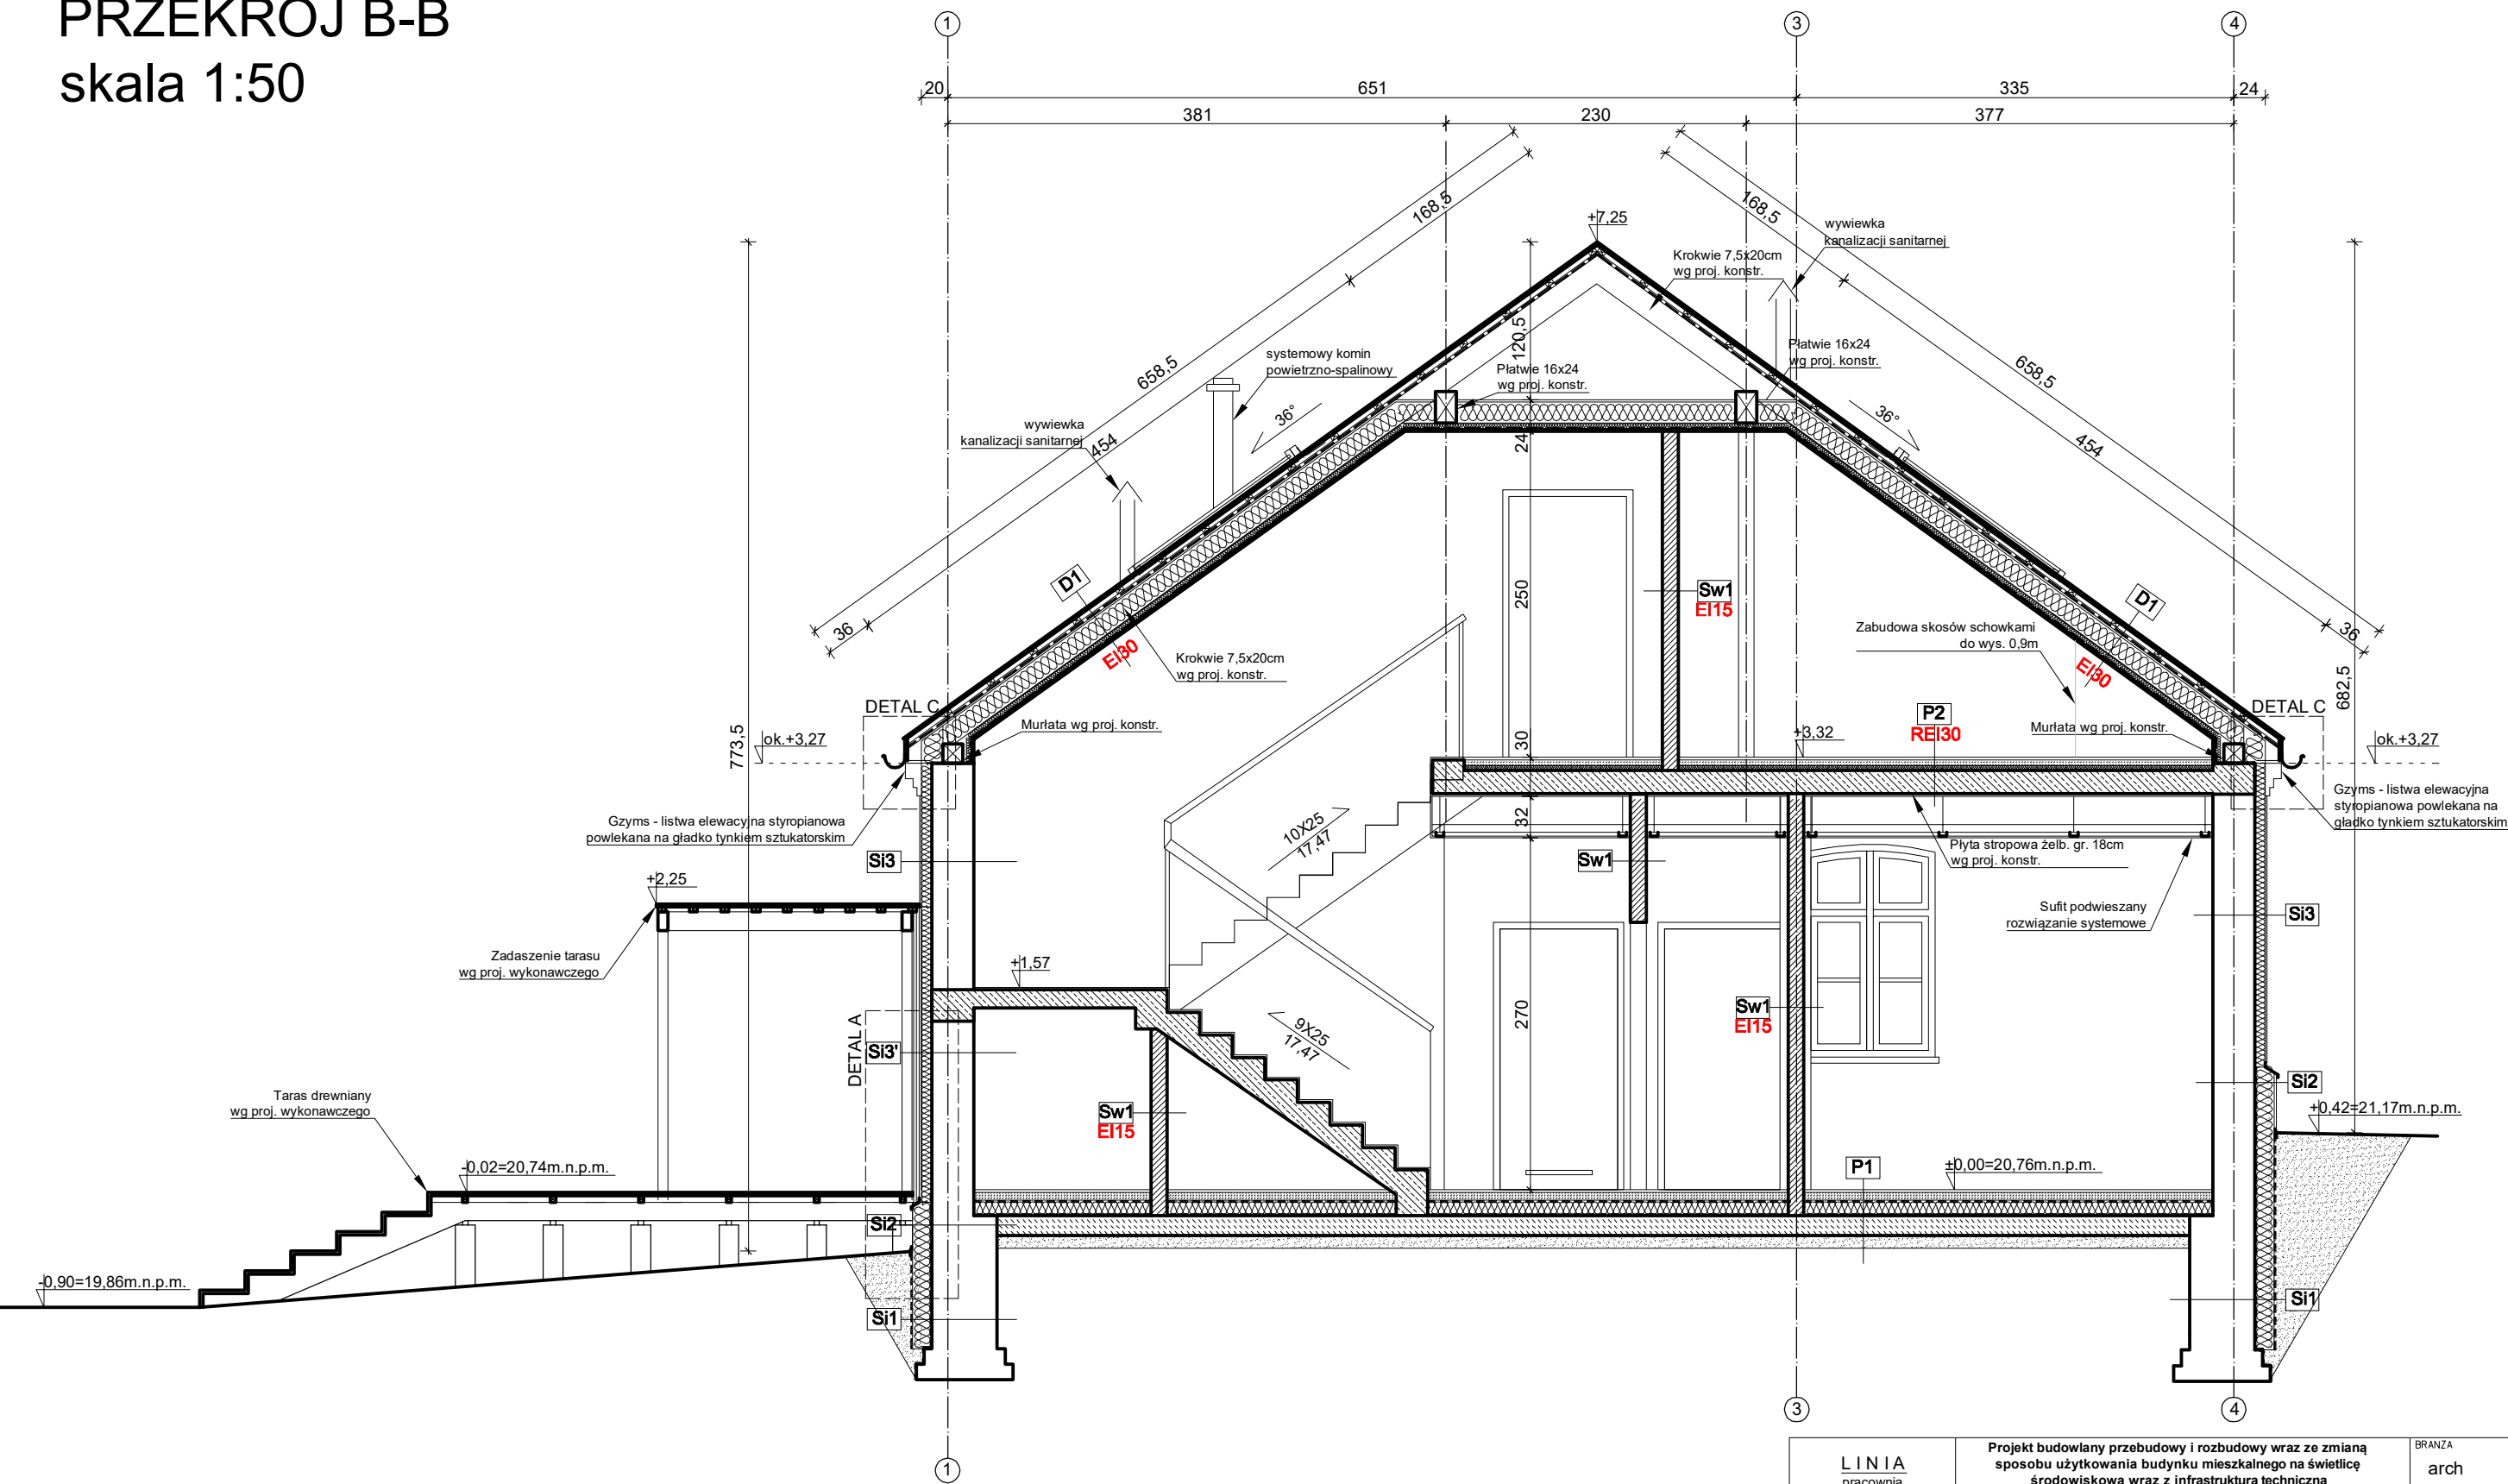 PRZEKRÓJ B-B
skala 1:50
1
3
4
20
651
335
24
381
230
377
168,5
168,5
+7,25
wywiewka
kanalizacji sanitarnej
Krokwie 7,5x20cm
wg proj. konstr.
658,5
454
36
systemowy komin
powietrzno-spalinowy
36°
120,5
Płatwie 16x24
wg proj. konstr.
Płatwie 16x24
wg proj. konstr.
36°
658,5
454
36
wywiewka
kanalizacji sanitarnej
24
D1
EI30
Krokwie 7,5x20cm
wg proj. konstr.
250
Sw1
EI15
Zabudowa skosów schowkami
do wys. 0,9m
D1
EI30
682,5
773,5
DETAL C
ok.+3,27
Murłata wg proj. konstr.
30
+3,32
P2
REI30
Murłata wg proj. konstr.
DETAL C
ok.+3,27
Gzyms - listwa elewacyjna styropianowa
powlekana na gładko tynkiem sztukatorskim
Gzyms - listwa elewacyjna
styropianowa powlekana na
gładko tynkiem sztukatorskim
10X25
17,47
32
Si3
Sw1
Płyta stropowa żelb. gr. 18cm
wg proj. konstr.
+2,25
Sufit podwieszany
rozwiązanie systemowe
Si3
Zadaszenie tarasu
wg proj. wykonawczego
+1,57
DETAL A
Si3'
9X25
17,47
270
Sw1
EI15
Si2
Taras drewniany
wg proj. wykonawczego
Sw1
EI15
+0,42=21,17m.n.p.m.
-0,02=20,74m.n.p.m.
P1
±0,00=20,76m.n.p.m.
Si2
-0,90=19,86m.n.p.m.
Si1
Si1
3
4
1
LINIA
pracownia
Projekt budowlany przebudowy i rozbudowy wraz ze zmianą
sposobu użytkowania budynku mieszkalnego na świetlicę
środowiskową wraz z infrastrukturą techniczną
BRANZA
arch